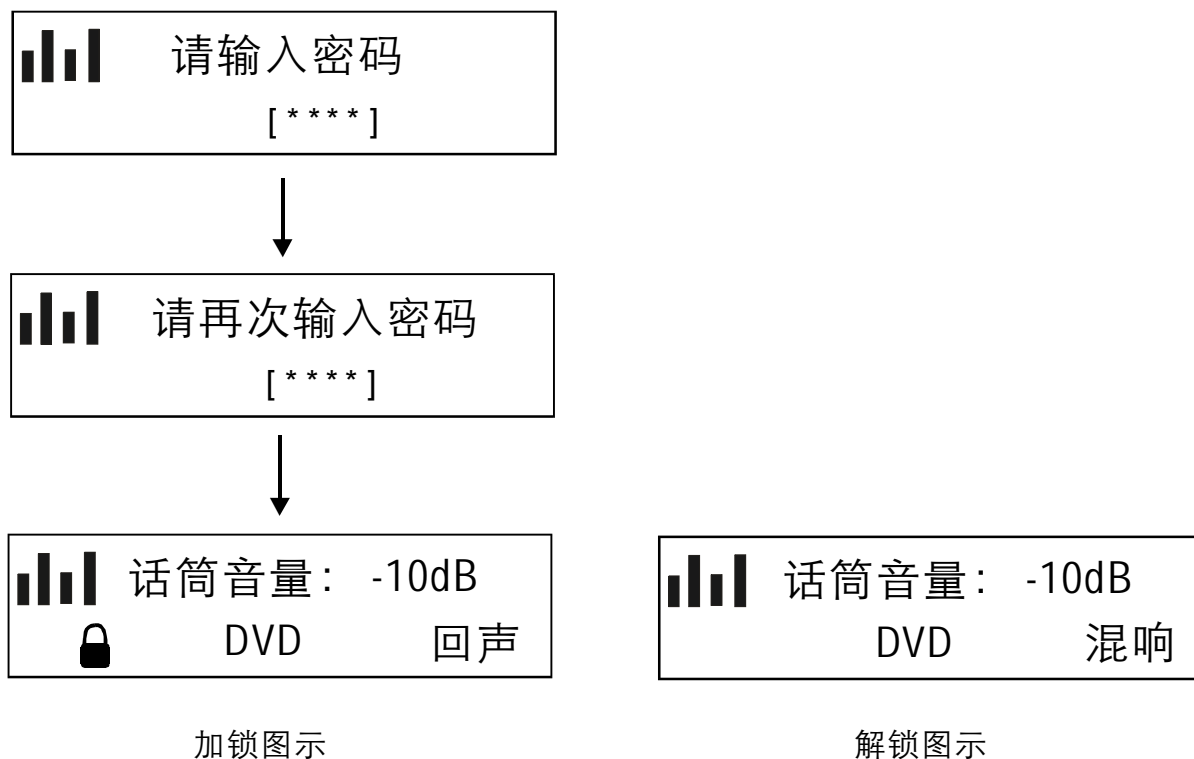 请输入密码
[****]
请再次输入密码
[****]
话筒音量： -10dB
DVD 回声
加锁图示
话筒音量： -10dB
DVD 混响
解锁图示